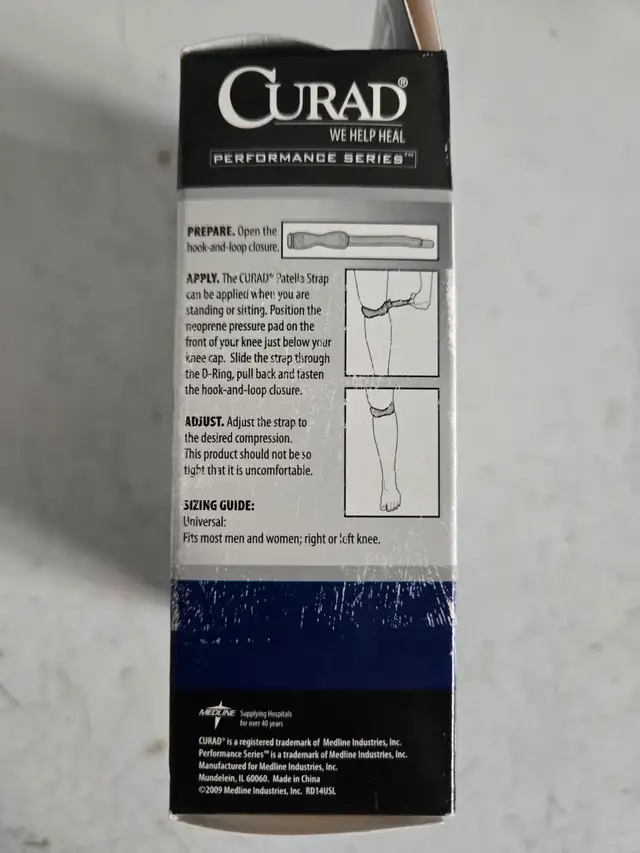 CURAD®
WE HELP HEAL
PERFORMANCE SERIES™
PREPARE. Open the
hook-and-loop closure.
APPLY. The CURAD® Patella Strap
can be applied when you are
standing or sitting. Position the
neoprene pressure pad on the
front of your knee just below your
knee cap. Slide the strap through
the D-Ring, pull back and fasten
the hook-and-loop closure.
ADJUST. Adjust the strap to
the desired compression.
This product should not be so
tight that it is uncomfortable.
SIZING GUIDE:
Universal:
Fits most men and women; right or left knee.
MEDLINE
Supplying Hospitals
for over 40 years
CURAD® is a registered trademark of Medline Industries, Inc.
Performance Series™ is a trademark of Medline Industries, Inc.
Manufactured for Medline Industries, Inc.
Mundelein, IL 60060. Made in China
©2009 Medline Industries, Inc. RD14USL